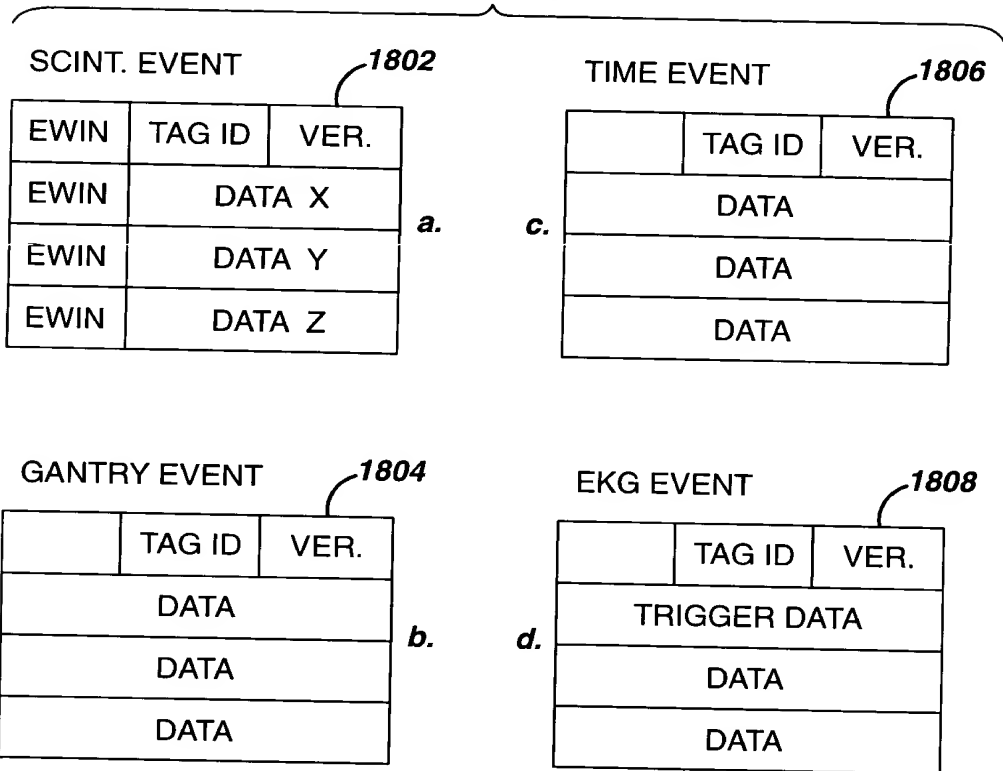 SCINT. EVENT 1802
EWIN TAG ID VER.
EWIN DATA X
EWIN DATA Y
EWIN DATA Z
a.
TIME EVENT 1806
TAG ID VER.
DATA
DATA
DATA
c.
GANTRY EVENT 1804
TAG ID VER.
DATA
DATA
DATA
b.
EKG EVENT 1808
TAG ID VER.
TRIGGER DATA
DATA
DATA
d.